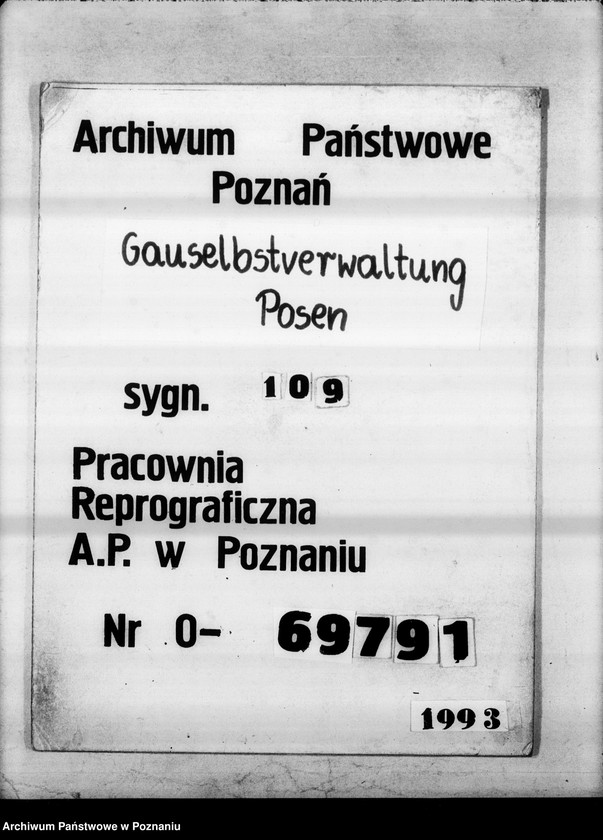 Archiwum Państwowe
Poznań
Gauselbstverwaltung
Posen
sygn. 109
Pracownia
Reprograficzna
A.P. w Poznaniu
Nr 0- 69791
1993
Archiwum Państwowe w Poznaniu